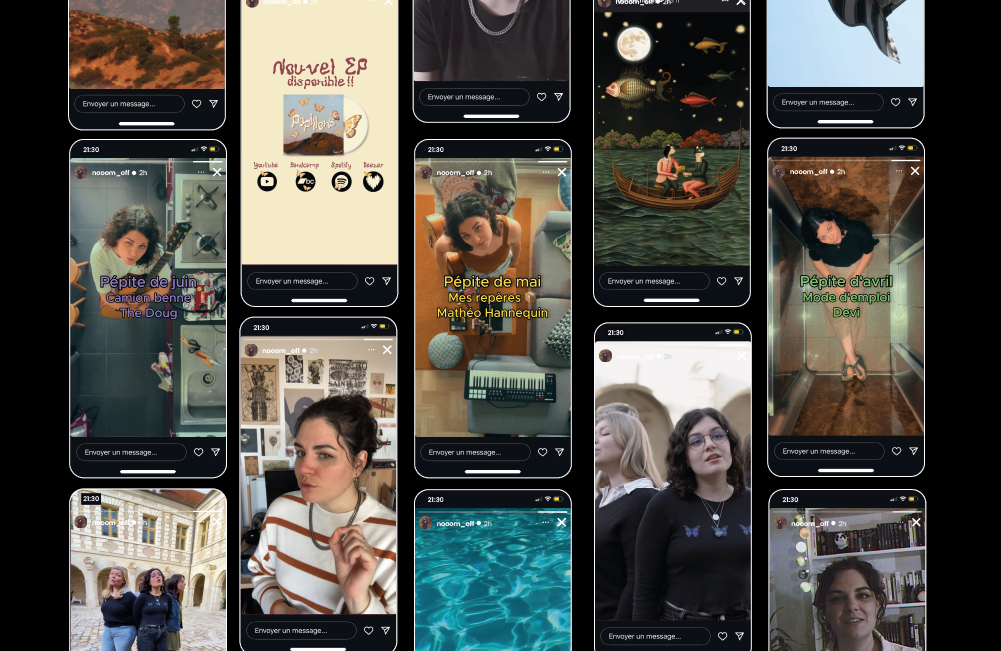 Envoyer un message...
21:30
nooom_off 2h
Pépite de juin
Camion benne
Thé Doug
Envoyer un message...
21:30
nooom_off
nooom_off
Nouvel EP
disponible!!
Papillons
Youtube Bandcamp Spotify Deezer
bc
Envoyer un message...
21:30
nooom_off 2h
Envoyer un message...
Envoyer un message...
21:30
nooom_off 2h
Pépite de mai
Mes repères
Mathéo Hannequin
Envoyer un message...
21:30
nooom_off 2h
nooom_off 2h
Envoyer un message...
21:30
nooom_off 2h
Envoyer un message...
Envoyer un message...
21:30
nooom_off 2h
Pépite d'avril
Mode d'emploi
Devi
Envoyer un message...
21:30
nooom_off 2h